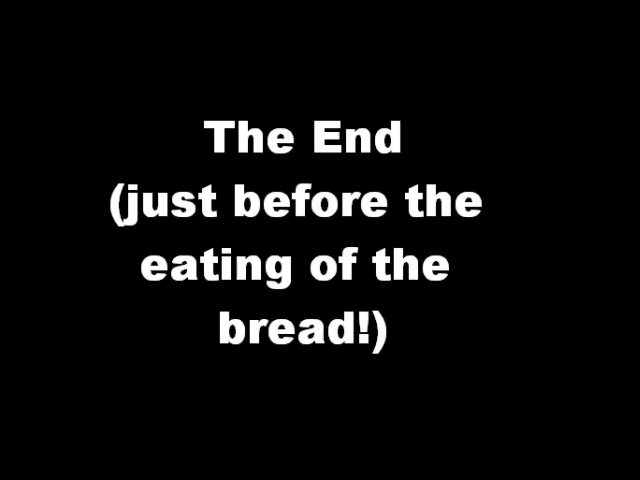 The End
(just before the
eating of the
bread!)